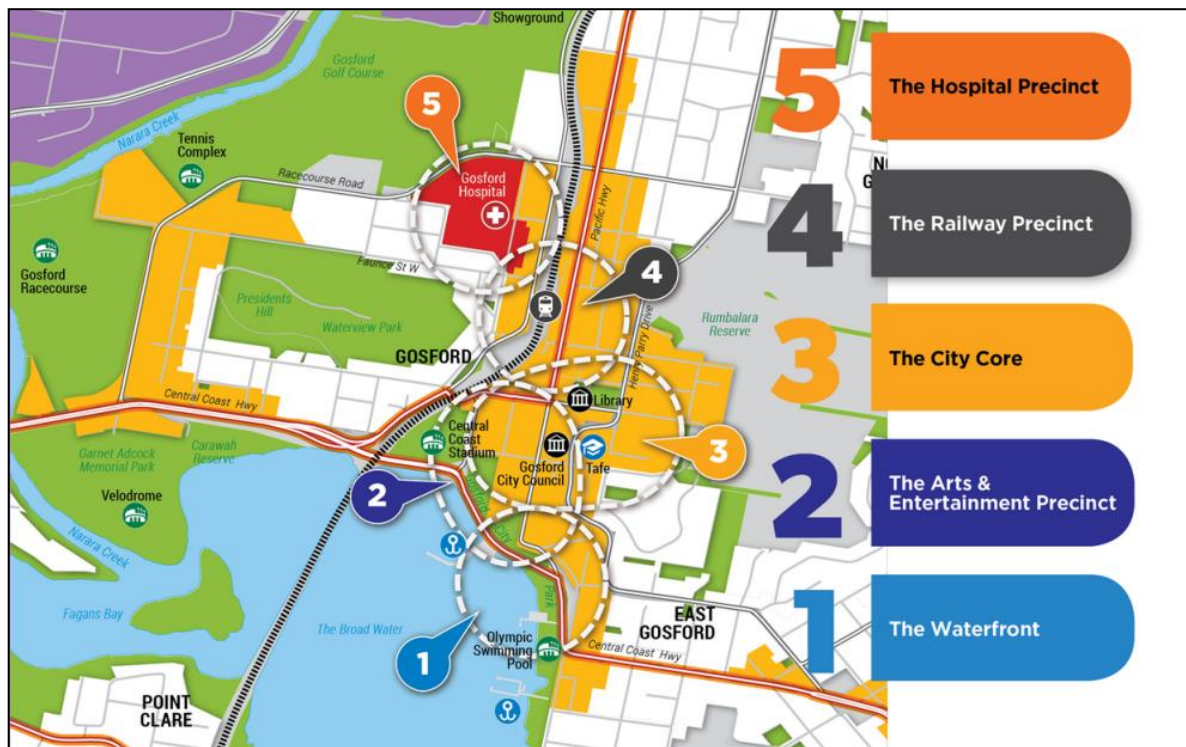 Showground
Gosford
Golf Course
Narara Creek
Tennis
Complex
Racecourse Road
5
Gosford
Hospital
Pacific Hwy
Faunce St W
Gosford
Racecourse
Presidents
Hill
Waterview Park
4
Henry Parry Drive
Rumbalara
Reserve
GOSFORD
Central Coast Hwy
Library
Central
Coast
Stadium
Garnet Adcock
Memorial Park
Carawah
Reserve
Gosford
City Council
Tafe
3
2
Velodrome
Gosford City Park
Narara Creek
Fagans Bay
The Broad Water
1
Olympic
Swimming
Pool
EAST
GOSFORD
Central Coast Hwy
POINT
CLARE
5
The Hospital Precinct
4
The Railway Precinct
3
The City Core
2
The Arts &
Entertainment Precinct
1
The Waterfront